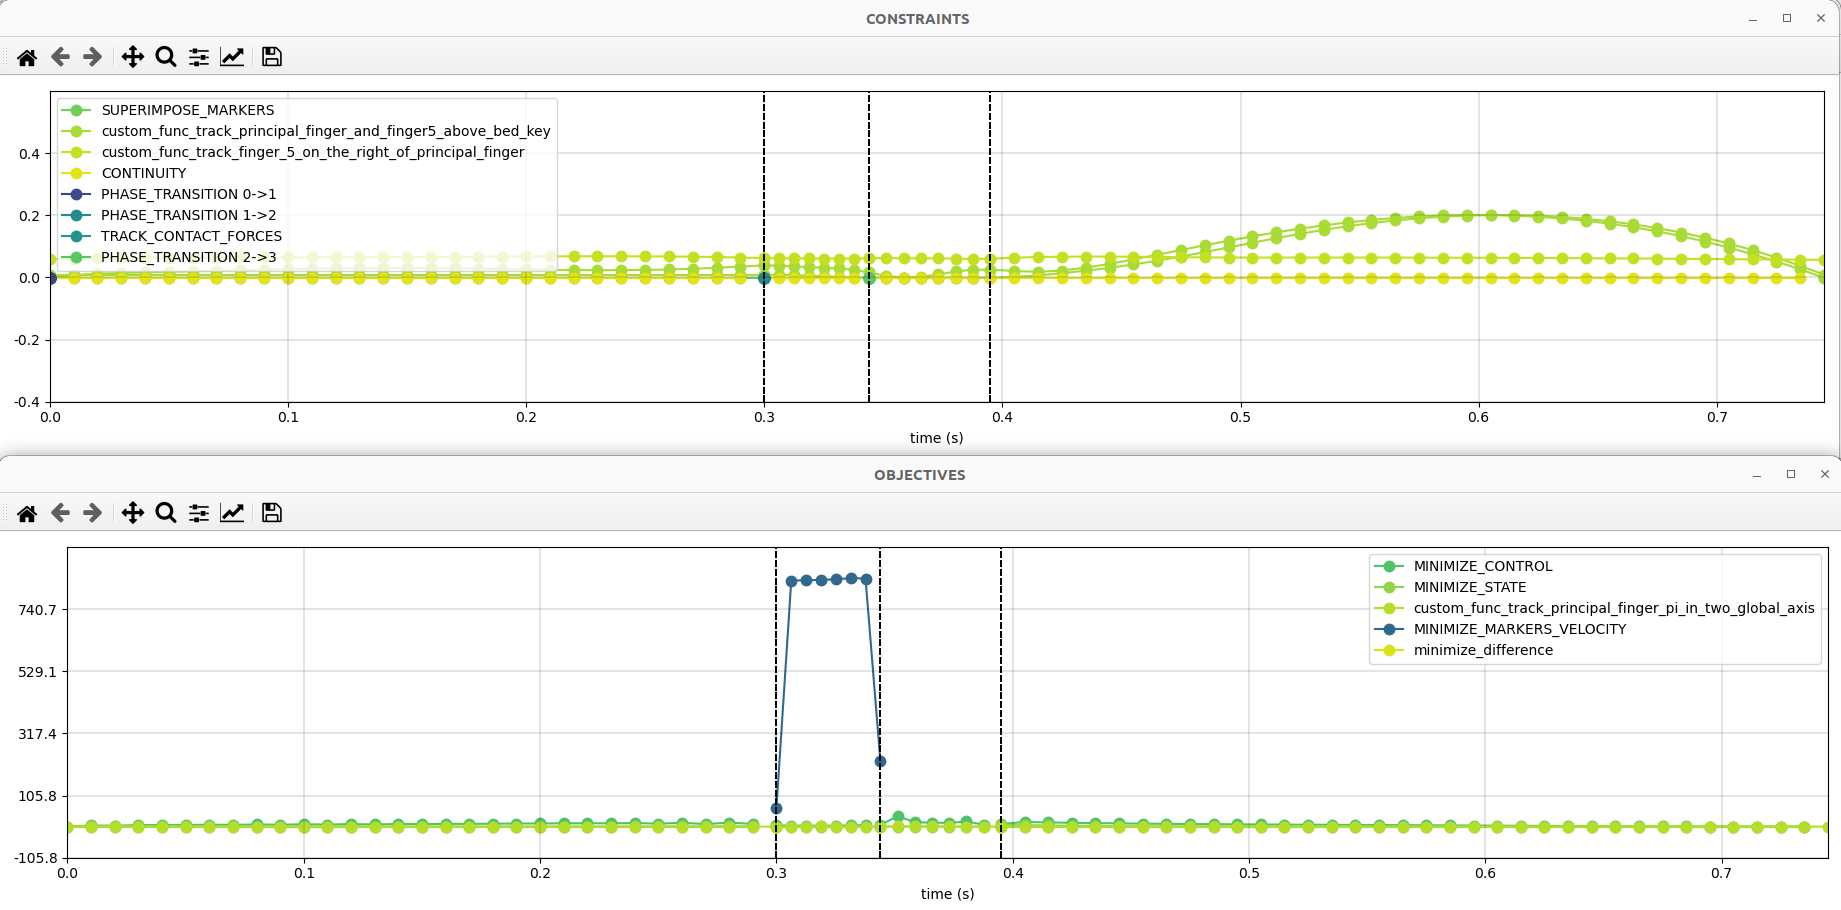 CONSTRAINTS
SUPERIMPOSE_MARKERS
custom_func_track_principal_finger_and_finger5_above_bed_key
custom_func_track_finger_5_on_the_right_of_principal_finger
CONTINUITY
PHASE_TRANSITION 0->1
PHASE_TRANSITION 1->2
TRACK_CONTACT_FORCES
PHASE_TRANSITION 2->3
0.4
0.2
0.0
-0.2
-0.4
0.0 0.1 0.2 0.3 0.4 0.5 0.6 0.7
time (s)
OBJECTIVES
MINIMIZE_CONTROL
MINIMIZE_STATE
custom_func_track_principal_finger_pi_in_two_global_axis
MINIMIZE_MARKERS_VELOCITY
minimize_difference
740.7
529.1
317.4
105.8
-105.8
0.0 0.1 0.2 0.3 0.4 0.5 0.6 0.7
time (s)